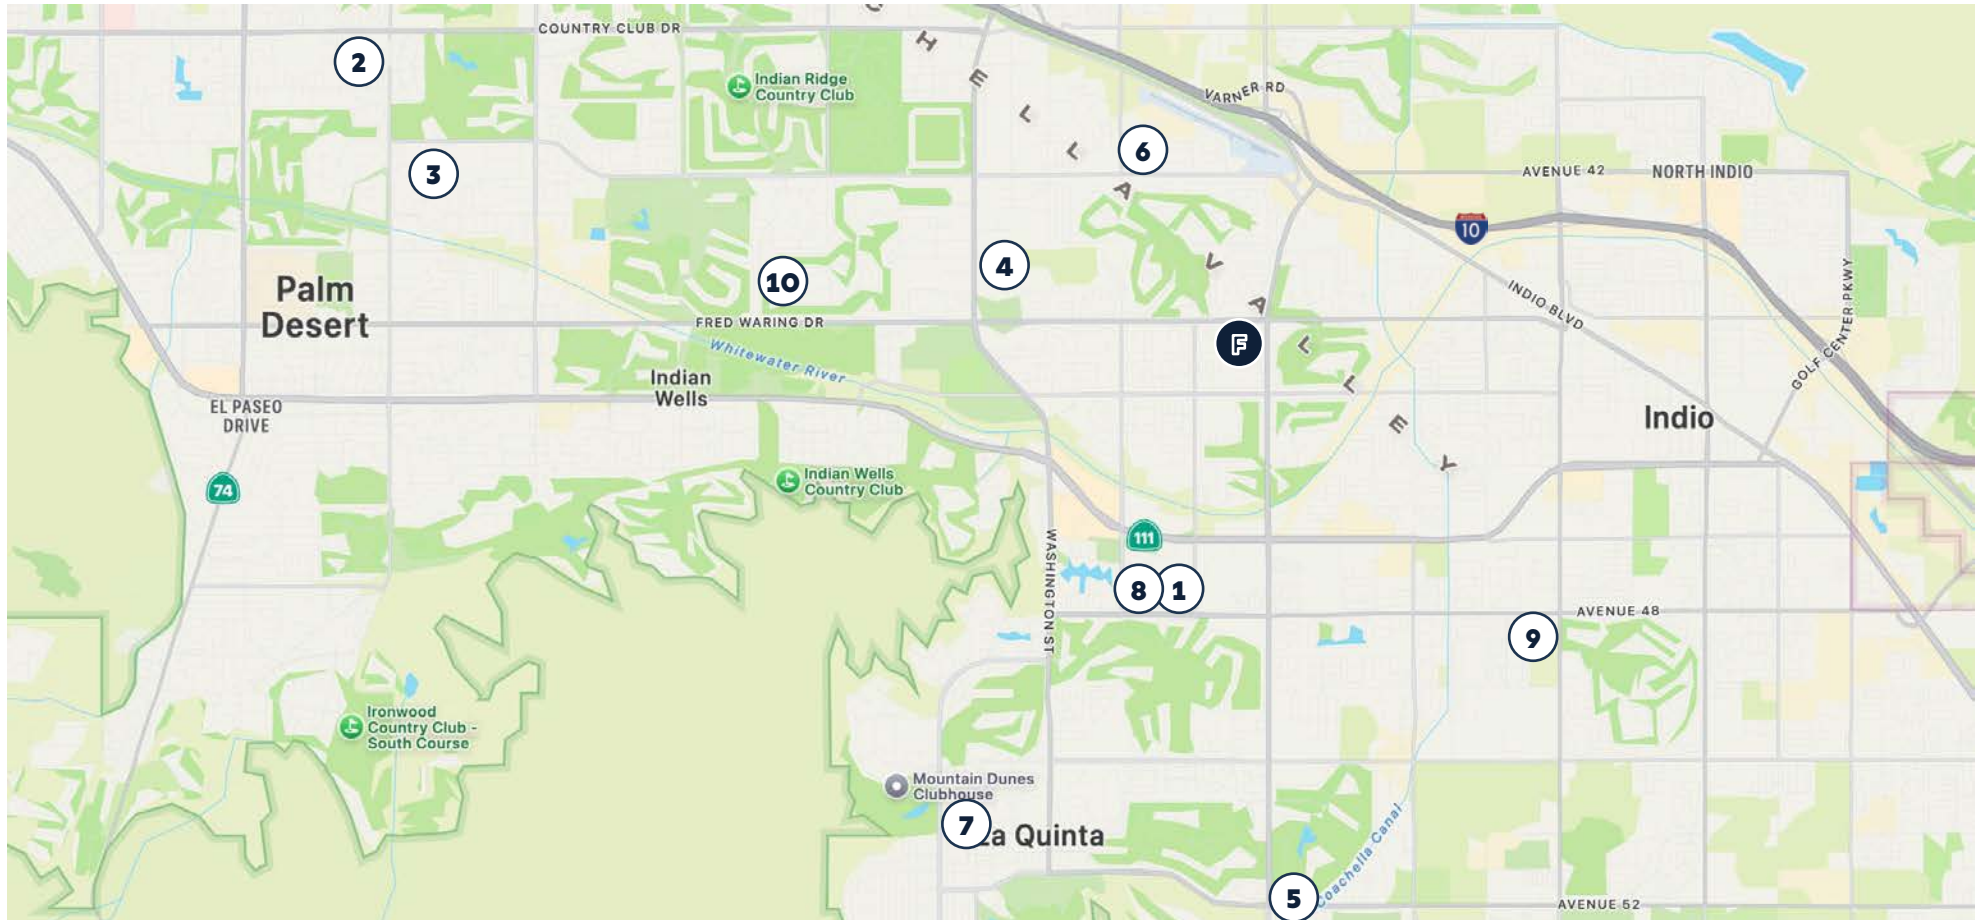 COUNTRY CLUB DR
2
Indian Ridge
Country Club
C H E L L A V A L L E Y
VARNER RD
6
AVENUE 42
NORTH INDIO
3
10
4
10
Palm
Desert
FRED WARING DR
Whitewater River
F
INDIO BLVD
GOLF CENTER PKWY
Indian
Wells
EL PASEO
DRIVE
Indio
74
Indian Wells
Country Club
111
WASHINGTON ST
8
1
AVENUE 48
9
Ironwood
Country Club -
South Course
Mountain Dunes
Clubhouse
7
La Quinta
5
Coachella Canal
AVENUE 52